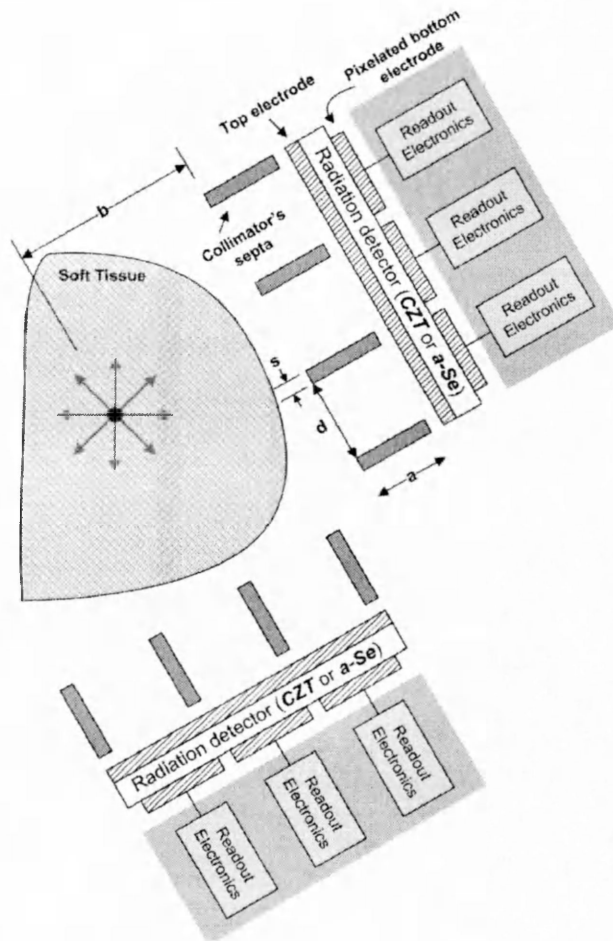 Pixelated bottom
electrode
Top electrode
Readout
Electronics
Readout
Electronics
Readout
Electronics
Radiation detector (CZT or a-Se)
b
Collimator's
septa
Soft Tissue
s
d
a
Radiation detector (CZT or a-Se)
Readout
Electronics
Readout
Electronics
Readout
Electronics